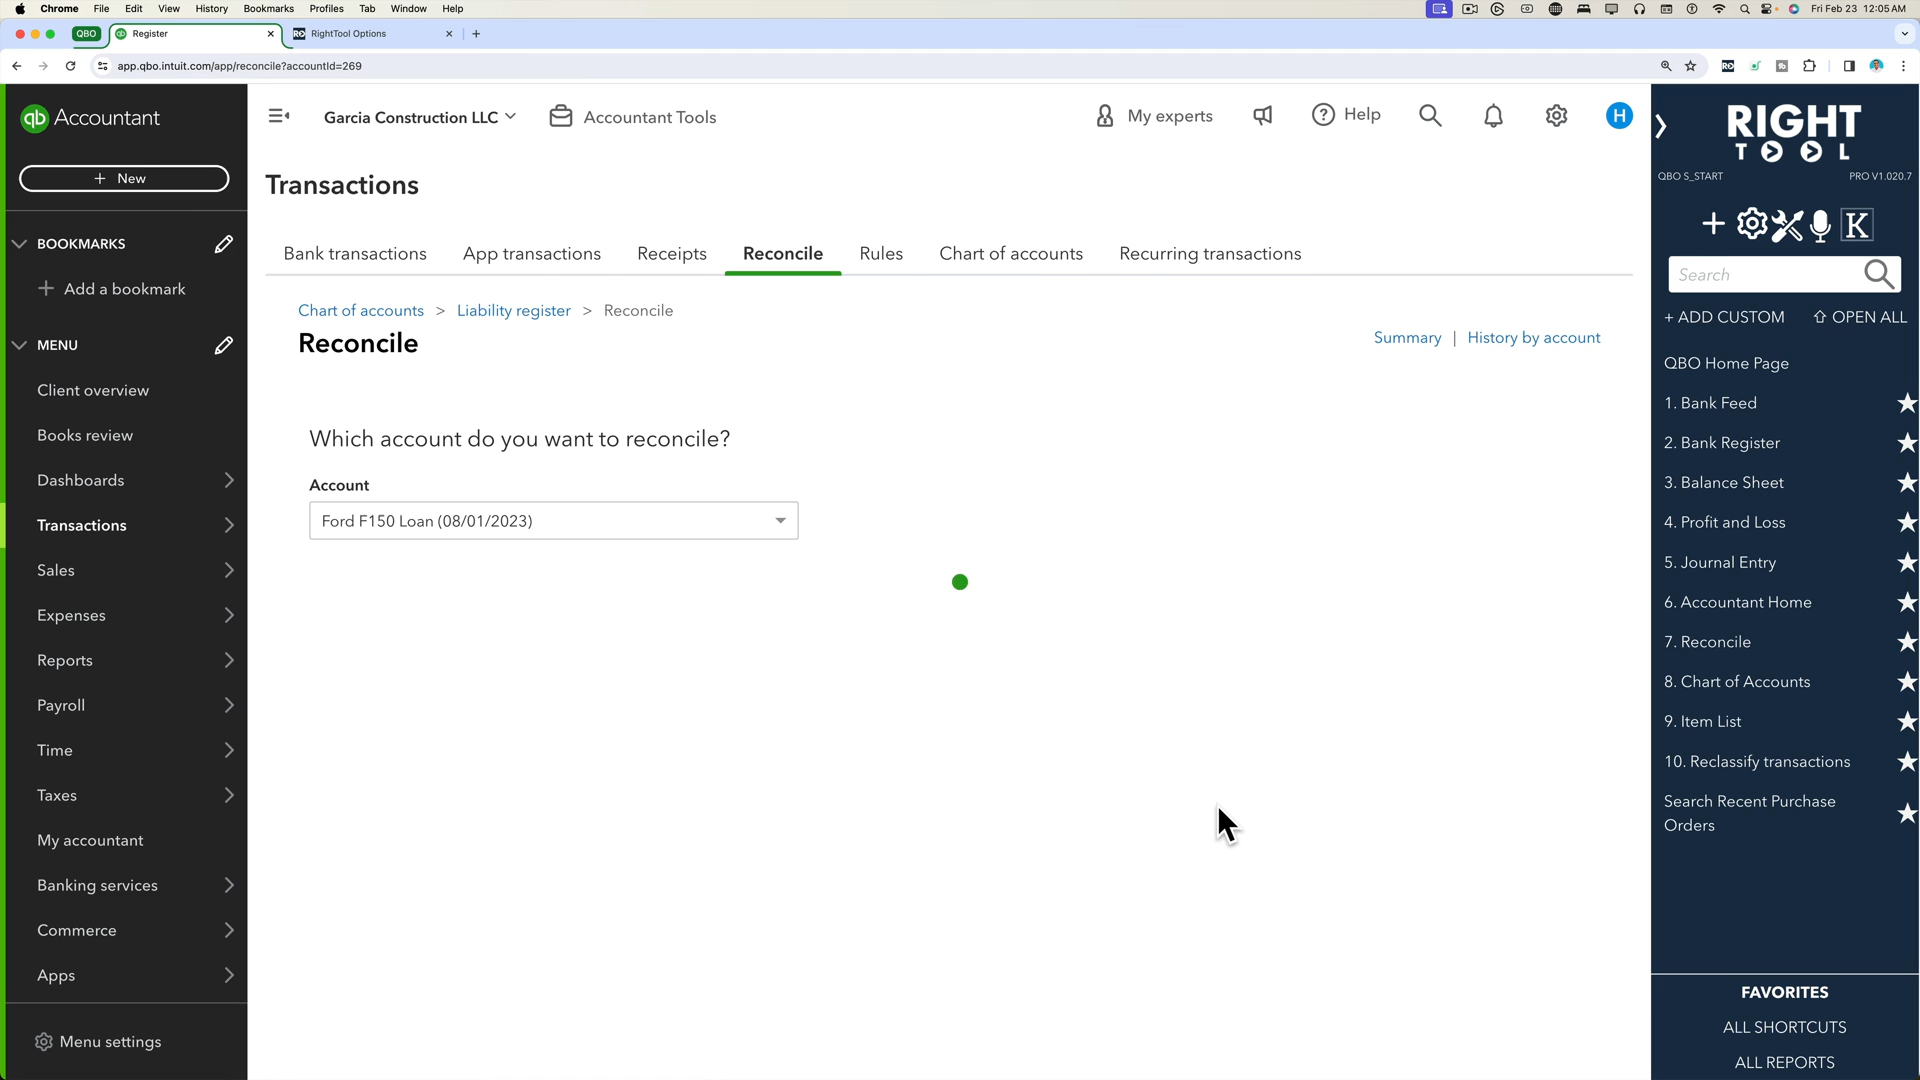 Chrome File Edit View History Bookmarks Profiles Tab Window Help Fri Feb 23 12:05 AM
QBO Register RightTool Options
app.qbo.intuit.com/app/reconcile?accountId=269
qb Accountant
+ New
BOOKMARKS
+ Add a bookmark
MENU
Client overview
Books review
Dashboards
Transactions
Sales
Expenses
Reports
Payroll
Time
Taxes
My accountant
Banking services
Commerce
Apps
Menu settings
Garcia Construction LLC Accountant Tools My experts Help H
Transactions
Bank transactions App transactions Receipts Reconcile Rules Chart of accounts Recurring transactions
Chart of accounts > Liability register > Reconcile
Reconcile
Summary | History by account
Which account do you want to reconcile?
Account
Ford F150 Loan (08/01/2023)
RIGHT
TOOL
QBO S_START PRO V1.020.7
K
Search
+ ADD CUSTOM OPEN ALL
QBO Home Page
1. Bank Feed
2. Bank Register
3. Balance Sheet
4. Profit and Loss
5. Journal Entry
6. Accountant Home
7. Reconcile
8. Chart of Accounts
9. Item List
10. Reclassify transactions
Search Recent Purchase
Orders
FAVORITES
ALL SHORTCUTS
ALL REPORTS